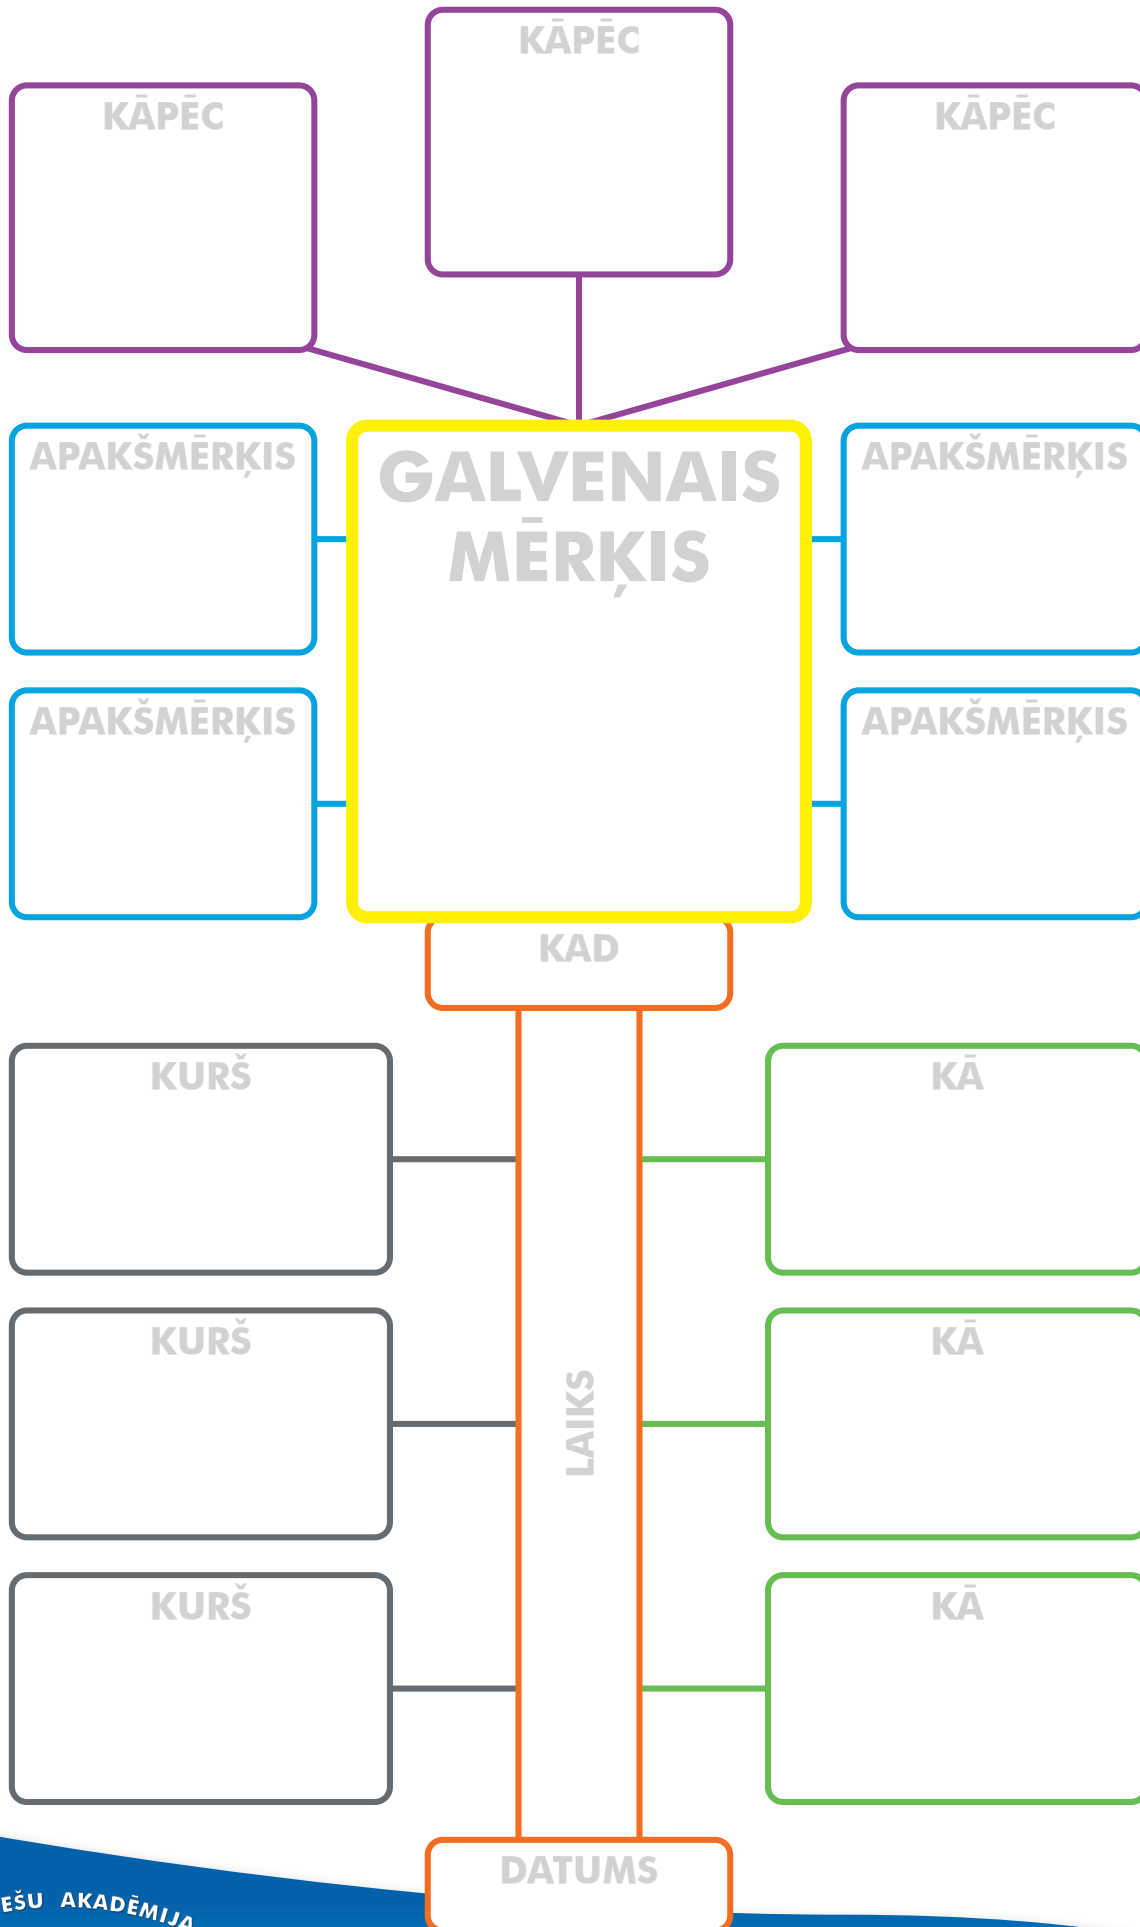 KĀPĒC
KĀPĒC
KĀPĒC
APAKŠMĒRĶIS
GALVENAIS
MĒRĶIS
APAKŠMĒRĶIS
APAKŠMĒRĶIS
APAKŠMĒRĶIS
KAD
KURŠ
KĀ
KURŠ
LAIKS
KĀ
KURŠ
KĀ
DATUMS
AKADĒMIJA